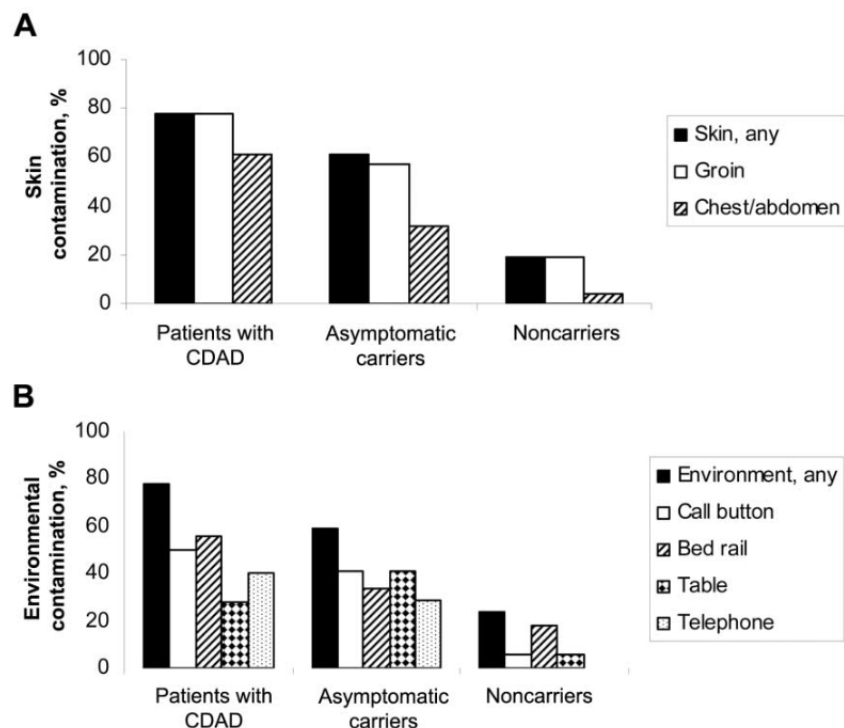 A
100
80
60
40
20
0
Skin
contamination, %
Patients with
CDAD
Asymptomatic
carriers
Noncarriers
Skin, any
Groin
Chest/abdomen
B
100
80
60
40
20
0
Environmental
contamination, %
Patients with
CDAD
Asymptomatic
carriers
Noncarriers
Environment, any
Call button
Bed rail
Table
Telephone